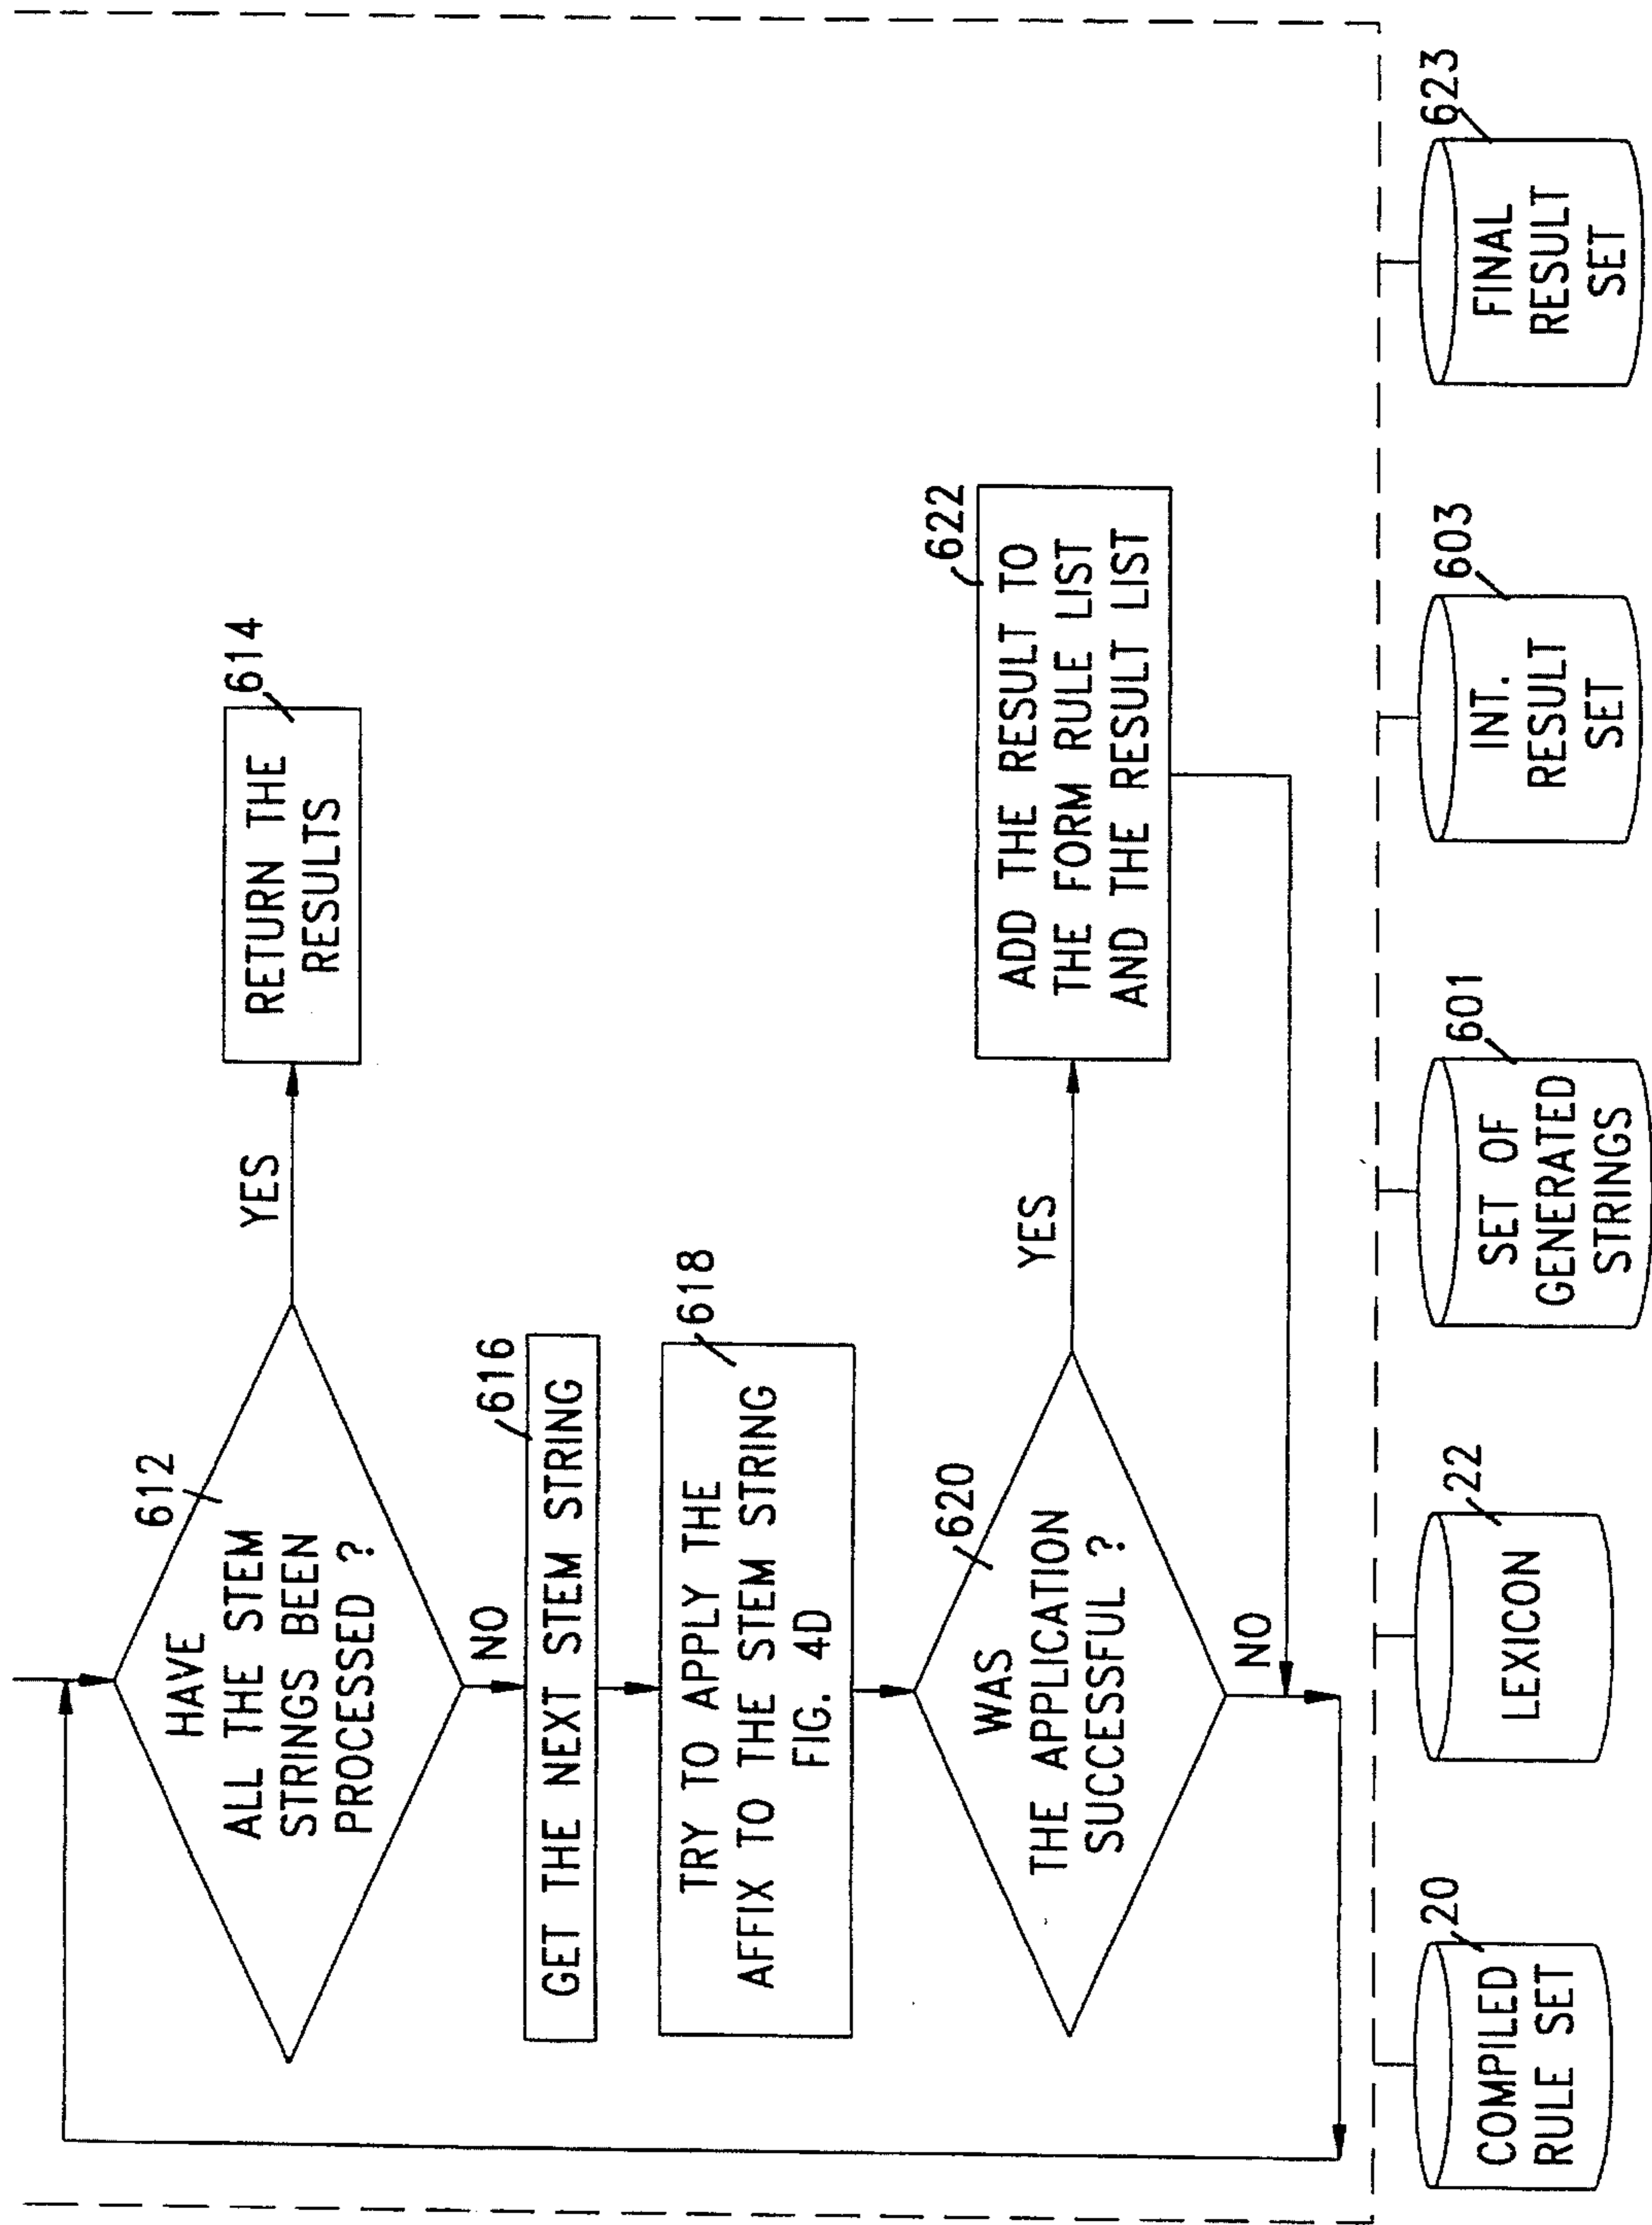 612
HAVE
ALL THE STEM
STRINGS BEEN
PROCESSED ?
YES
614
RETURN THE
RESULTS
NO
616
GET THE NEXT STEM STRING
618
TRY TO APPLY THE
AFFIX TO THE STEM STRING
FIG. 4D
620
WAS
THE APPLICATION
SUCCESSFUL ?
YES
622
ADD THE RESULT TO
THE FORM RULE LIST
AND THE RESULT LIST
NO
20
COMPILED
RULE SET
22
LEXICON
601
SET OF
GENERATED
STRINGS
603
INT.
RESULT
SET
623
FINAL
RESULT
SET